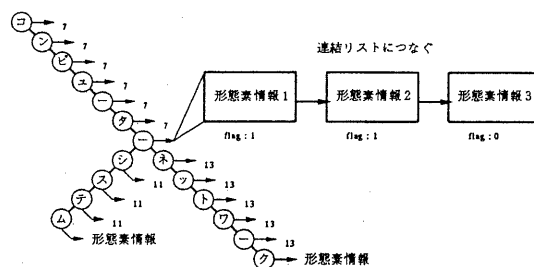 コ 7
ン 7
ピ 7
ュ 7
ー 7
タ 7
ー
連結リストにつなぐ
形態素情報1
形態素情報2
形態素情報3
flag : 1
flag : 1
flag : 0
シ 11
ス 11
テ 11
ム 形態素情報
ネ 13
ッ 13
ト 13
ワ 13
ー 13
ク 形態素情報